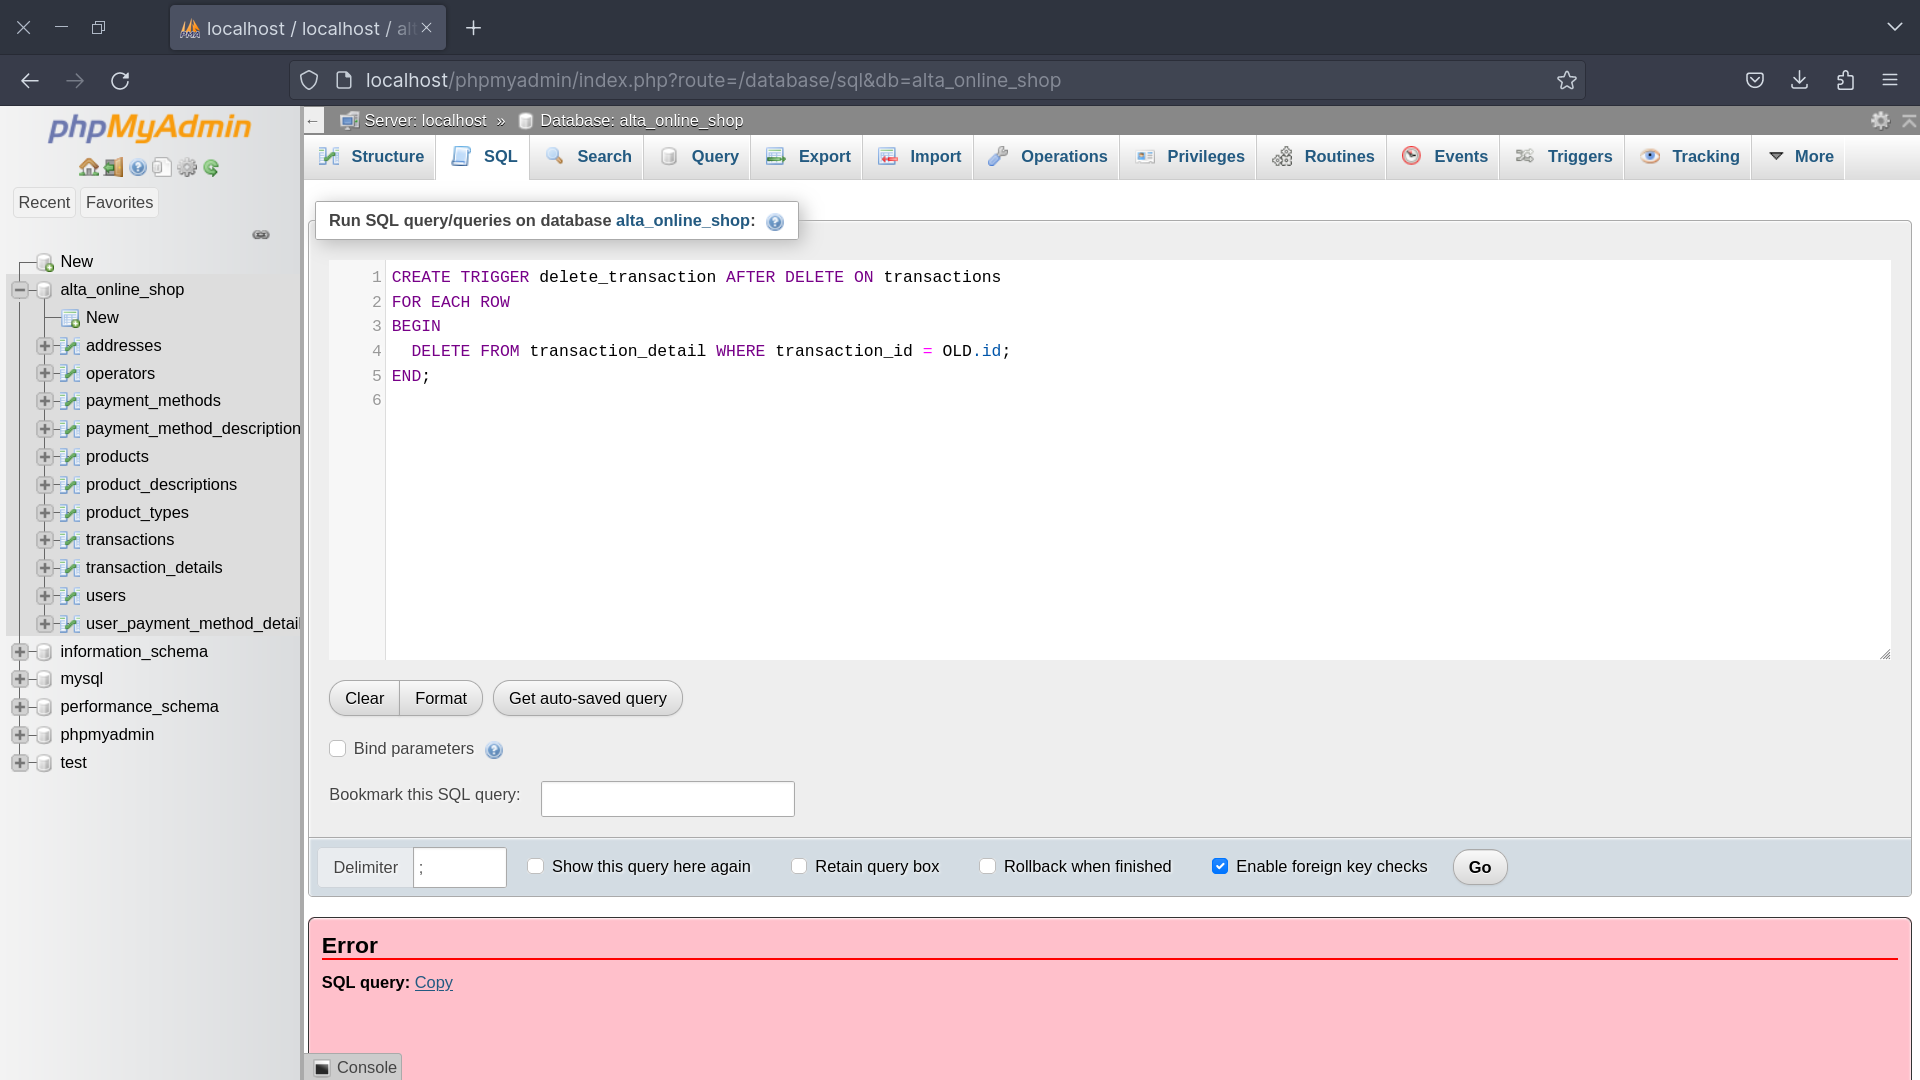 localhost / localhost / alt
localhost/phpmyadmin/index.php?route=/database/sql&db=alta_online_shop
phpMyAdmin
Recent
Favorites
New
alta_online_shop
New
addresses
operators
payment_methods
payment_method_description
products
product_descriptions
product_types
transactions
transaction_details
users
user_payment_method_detail
information_schema
mysql
performance_schema
phpmyadmin
test
← Server: localhost » Database: alta_online_shop
Structure SQL Search Query Export Import Operations Privileges Routines Events Triggers Tracking More
Run SQL query/queries on database alta_online_shop:
1 CREATE TRIGGER delete_transaction AFTER DELETE ON transactions
2 FOR EACH ROW
3 BEGIN
4 DELETE FROM transaction_detail WHERE transaction_id = OLD.id;
5 END;
6
Clear Format Get auto-saved query
Bind parameters
Bookmark this SQL query:
Delimiter ; Show this query here again Retain query box Rollback when finished Enable foreign key checks Go
Error
SQL query: Copy
Console